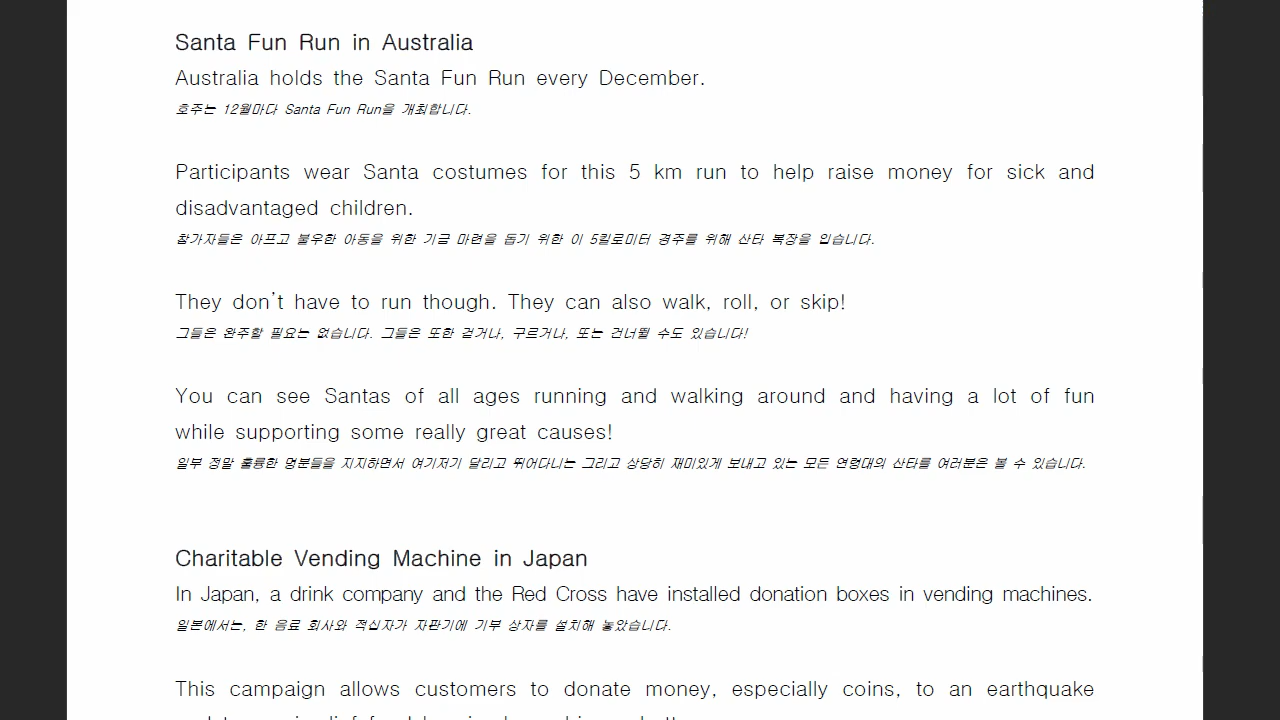 Santa Fun Run in Australia
Australia holds the Santa Fun Run every December.
호주는 12월마다 Santa Fun Run을 개최합니다.
Participants wear Santa costumes for this 5 km run to help raise money for sick and
disadvantaged children.
참가자들은 아프고 불우한 아동을 위한 기금 마련을 돕기 위한 이 5킬로미터 경주를 위해 산타 복장을 입습니다.
They don't have to run though. They can also walk, roll, or skip!
그들은 완주할 필요는 없습니다. 그들은 또한 걷거나, 구르거나, 또는 건너뛸 수도 있습니다!
You can see Santas of all ages running and walking around and having a lot of fun
while supporting some really great causes!
일부 정말 훌륭한 명분들을 지지하면서 여기저기 달리고 뛰어다니는 그리고 상당히 재미있게 보내고 있는 모든 연령대의 산타를 여러분은 볼 수 있습니다.
Charitable Vending Machine in Japan
In Japan, a drink company and the Red Cross have installed donation boxes in vending machines.
일본에서는, 한 음료 회사와 적십자가 자판기에 기부 상자를 설치해 놓았습니다.
This campaign allows customers to donate money, especially coins, to an earthquake